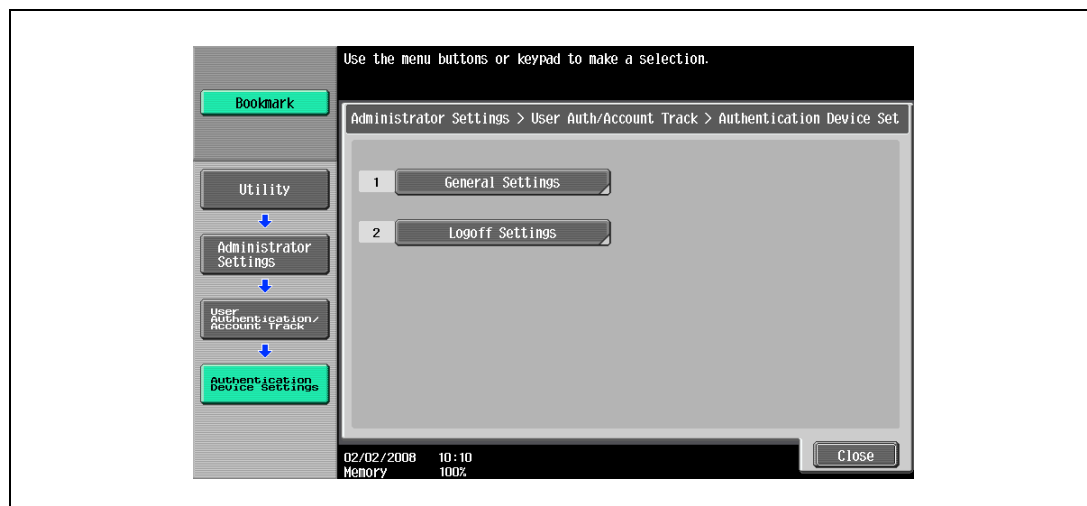 Use the menu buttons or keypad to make a selection.
Bookmark
Administrator Settings > User Auth/Account Track > Authentication Device Set
Utility
Administrator
Settings
User
Authentication/
Account Track
Authentication
Device Settings
1 General Settings
2 Logoff Settings
02/02/2008 10:10
Memory 100%
Close